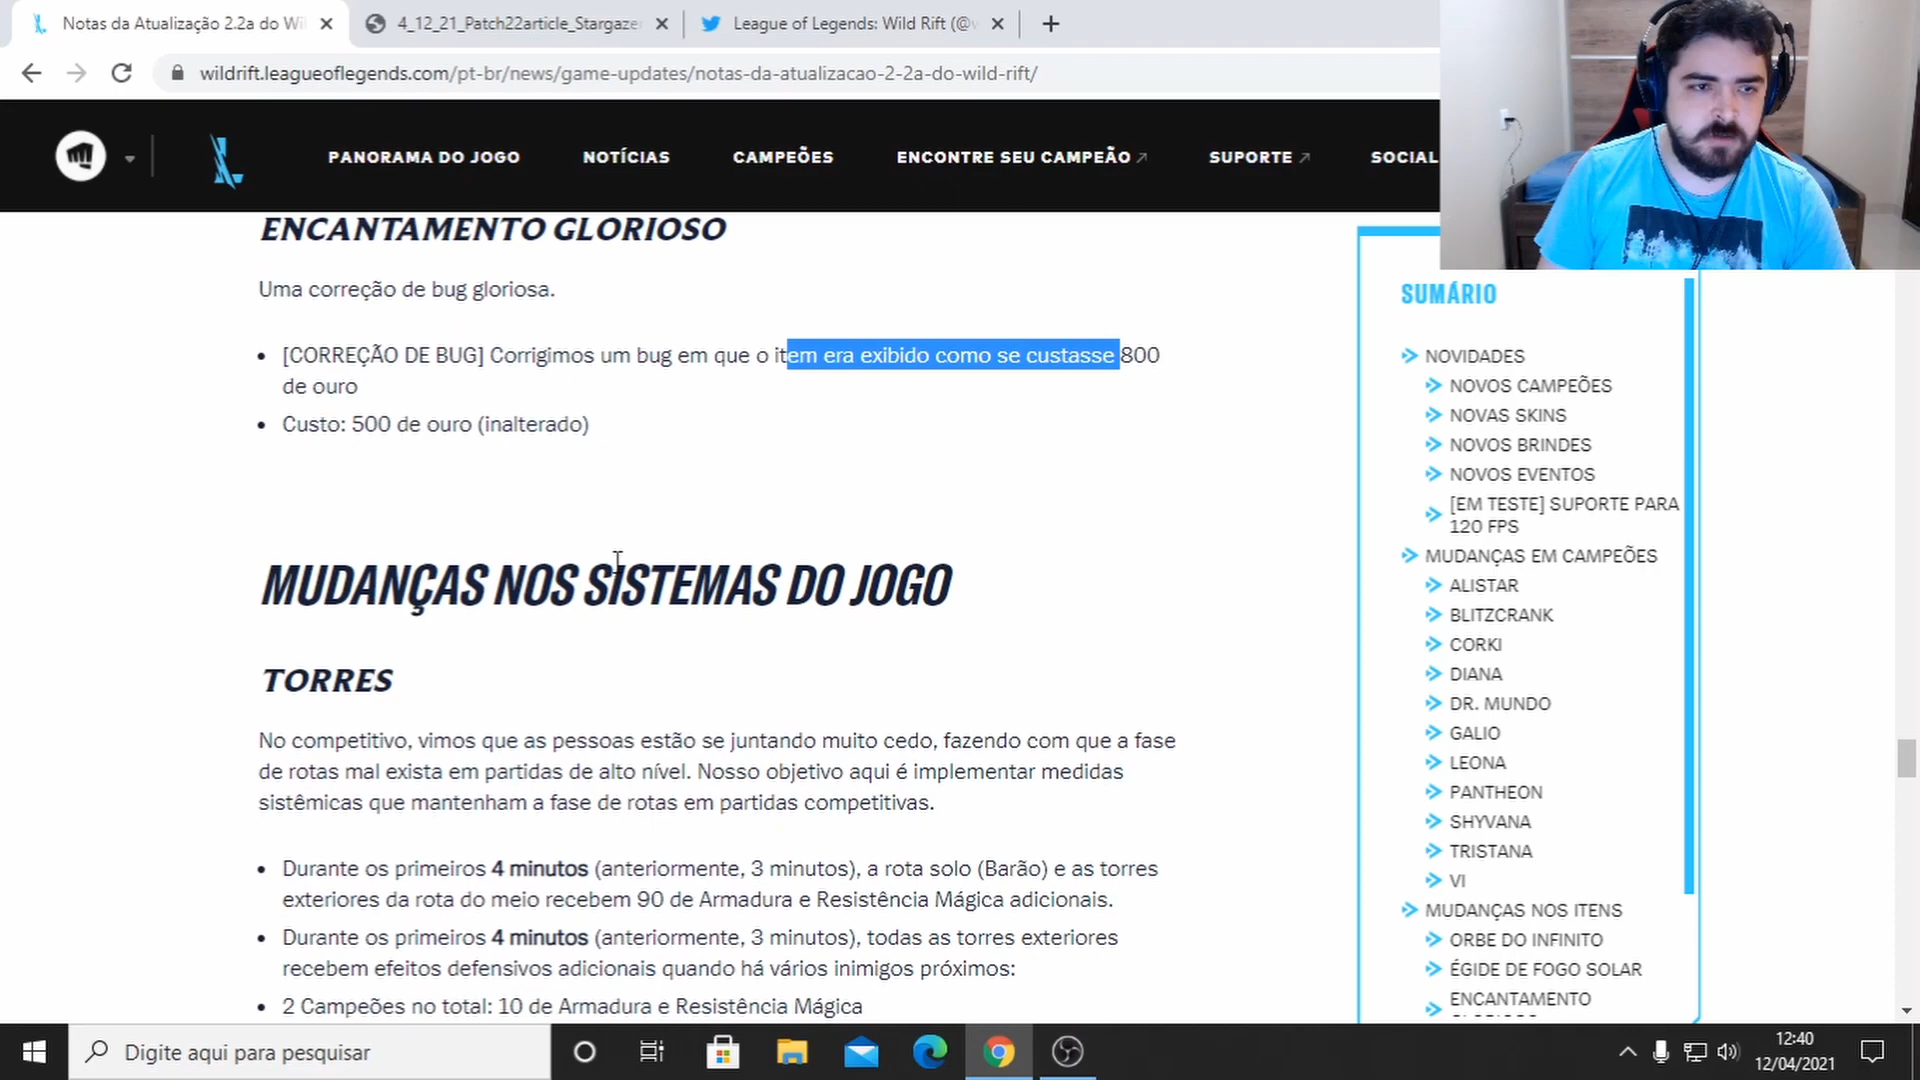 Notas da Atualização 2.2a do Wi
4_12_21_Patch22article_Stargaze
League of Legends: Wild Rift (@
wildrift.leagueoflegends.com/pt-br/news/game-updates/notas-da-atualizacao-2-2a-do-wild-rift/
PANORAMA DO JOGO
NOTÍCIAS
CAMPEÕES
ENCONTRE SEU CAMPEÃO
SUPORTE
SOCIAL
ENCANTAMENTO GLORIOSO
Uma correção de bug gloriosa.
• [CORREÇÃO DE BUG] Corrigimos um bug em que o item era exibido como se custasse 800
de ouro
• Custo: 500 de ouro (inalterado)
MUDANÇAS NOS SISTEMAS DO JOGO
TORRES
No competitivo, vimos que as pessoas estão se juntando muito cedo, fazendo com que a fase
de rotas mal exista em partidas de alto nível. Nosso objetivo aqui é implementar medidas
sistêmicas que mantenham a fase de rotas em partidas competitivas.
• Durante os primeiros 4 minutos (anteriormente, 3 minutos), a rota solo (Barão) e as torres
exteriores da rota do meio recebem 90 de Armadura e Resistência Mágica adicionais.
• Durante os primeiros 4 minutos (anteriormente, 3 minutos), todas as torres exteriores
recebem efeitos defensivos adicionais quando há vários inimigos próximos:
• 2 Campeões no total: 10 de Armadura e Resistência Mágica
SUMÁRIO
NOVIDADES
NOVOS CAMPEÕES
NOVAS SKINS
NOVOS BRINDES
NOVOS EVENTOS
[EM TESTE] SUPORTE PARA
120 FPS
MUDANÇAS EM CAMPEÕES
ALISTAR
BLITZCRANK
CORKI
DIANA
DR. MUNDO
GALIO
LEONA
PANTHEON
SHYVANA
TRISTANA
VI
MUDANÇAS NOS ITENS
ORBE DO INFINITO
ÉGIDE DE FOGO SOLAR
ENCANTAMENTO
Digite aqui para pesquisar
12:40
12/04/2021